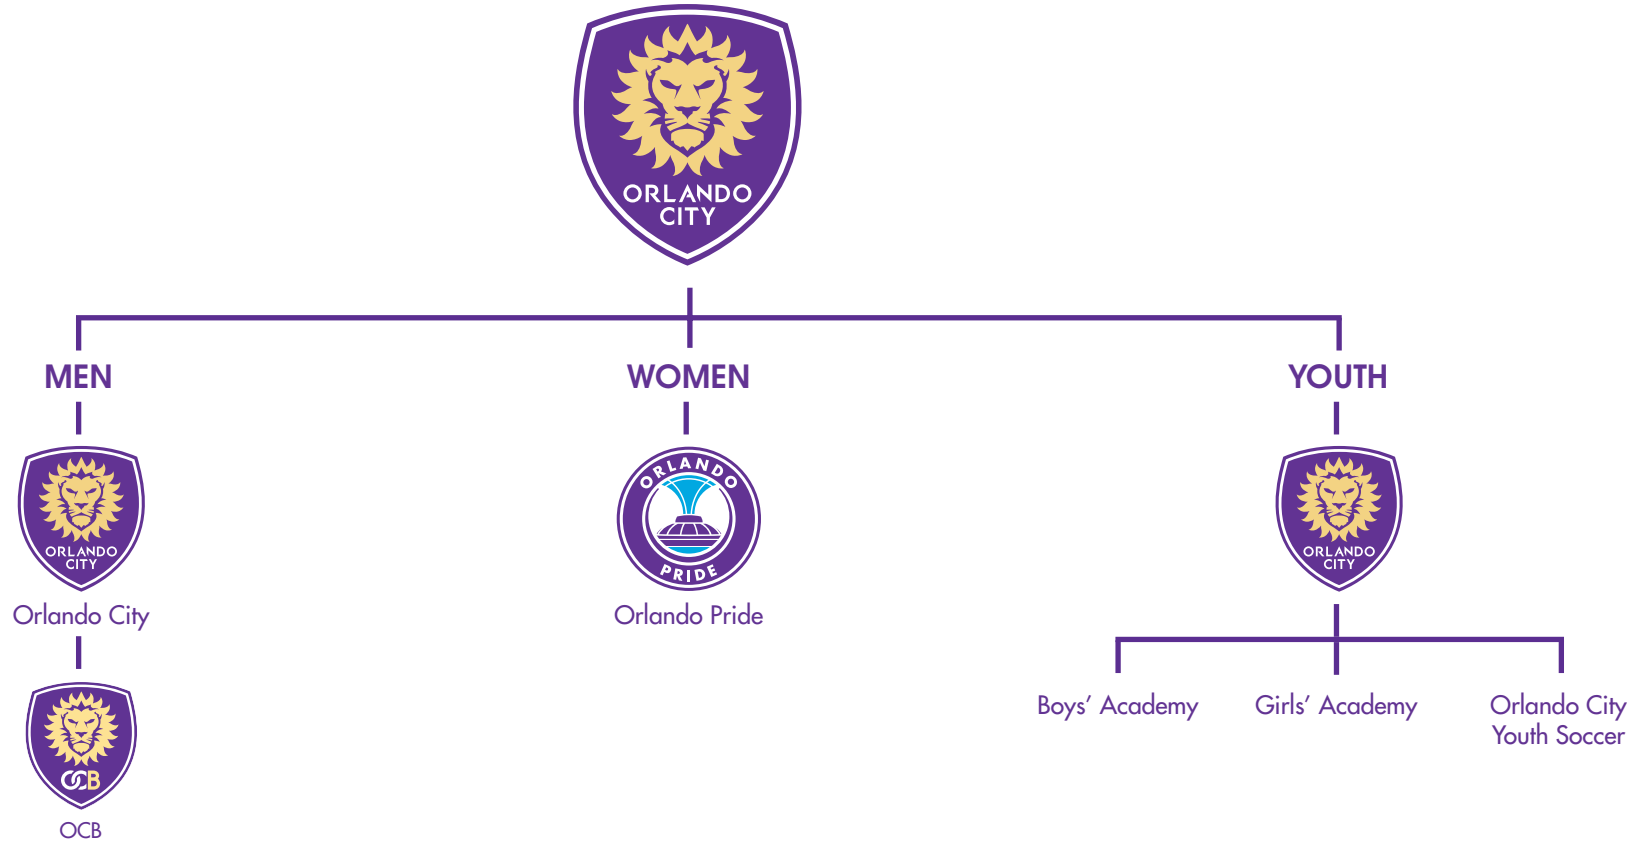 ORLANDO
CITY
MEN
WOMEN
YOUTH
ORLANDO
CITY
Orlando City
ORLANDO
PRIDE
Orlando Pride
ORLANDO
CITY
OCB
OCB
Boys’ Academy
Girls’ Academy
Orlando City
Youth Soccer